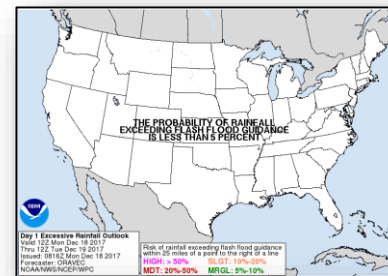 THE PROBABILITY OF RAINFALL
EXCEEDING FLASH FLOOD GUIDANCE
IS LESS THAN 5 PERCENT
Day 1 Excessive Rainfall Outlook
Valid 12Z Mon Dec 18 2017
Thru 12Z Tue Dec 19 2017
Issued: 0816Z Mon Dec 18 2017
Forecaster: ORAVEC
NOAA/NWS/NCEP/WPC
Risk of rainfall exceeding flash flood guidance
within 25 miles of a point to the right of a line
HIGH: > 50% SLGT: 10%-20%
MDT: 20%-50% MRGL: 5%-10%